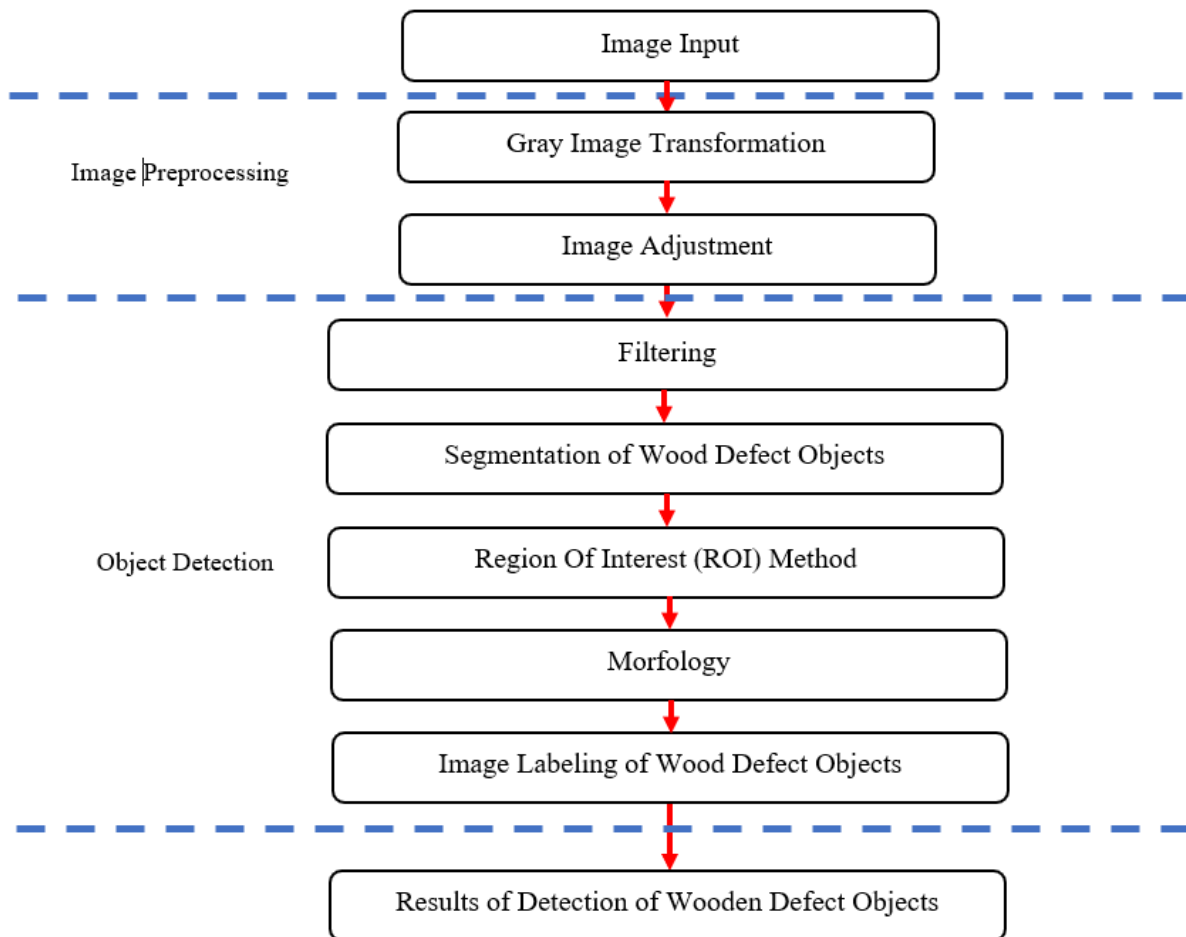 Image Input
Gray Image Transformation
Image Preprocessing
Image Adjustment
Filtering
Segmentation of Wood Defect Objects
Region Of Interest (ROI) Method
Object Detection
Morfology
Image Labeling of Wood Defect Objects
Results of Detection of Wooden Defect Objects